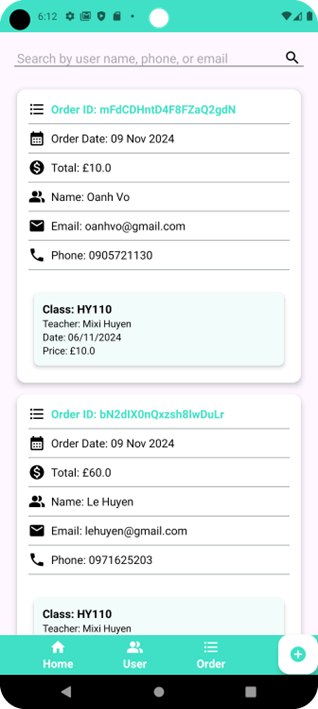 6:12
Search by user name, phone, or email
Order ID: mFdCDHntD4F8FZaQ2gdN
Order Date: 09 Nov 2024
Total: £10.0
Name: Oanh Vo
Email: oanhvo@gmail.com
Phone: 0905721130
Class: HY110
Teacher: Mixi Huyen
Date: 06/11/2024
Price: £10.0
Order ID: bN2dIX0nQxzsh8IwDuLr
Order Date: 09 Nov 2024
Total: £60.0
Name: Le Huyen
Email: lehuyen@gmail.com
Phone: 0971625203
Class: HY110
Teacher: Mixi Huyen
Home User Order